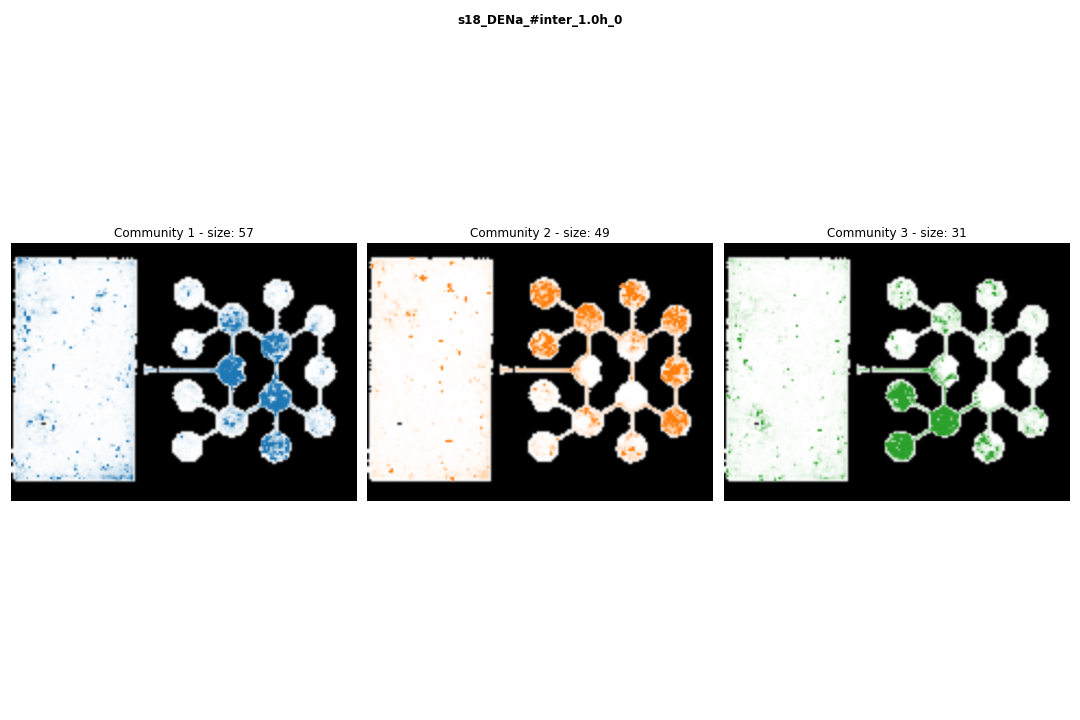 s18_DENa_#inter_1.0h_0
Community 1 - size: 57
Community 2 - size: 49
Community 3 - size: 31